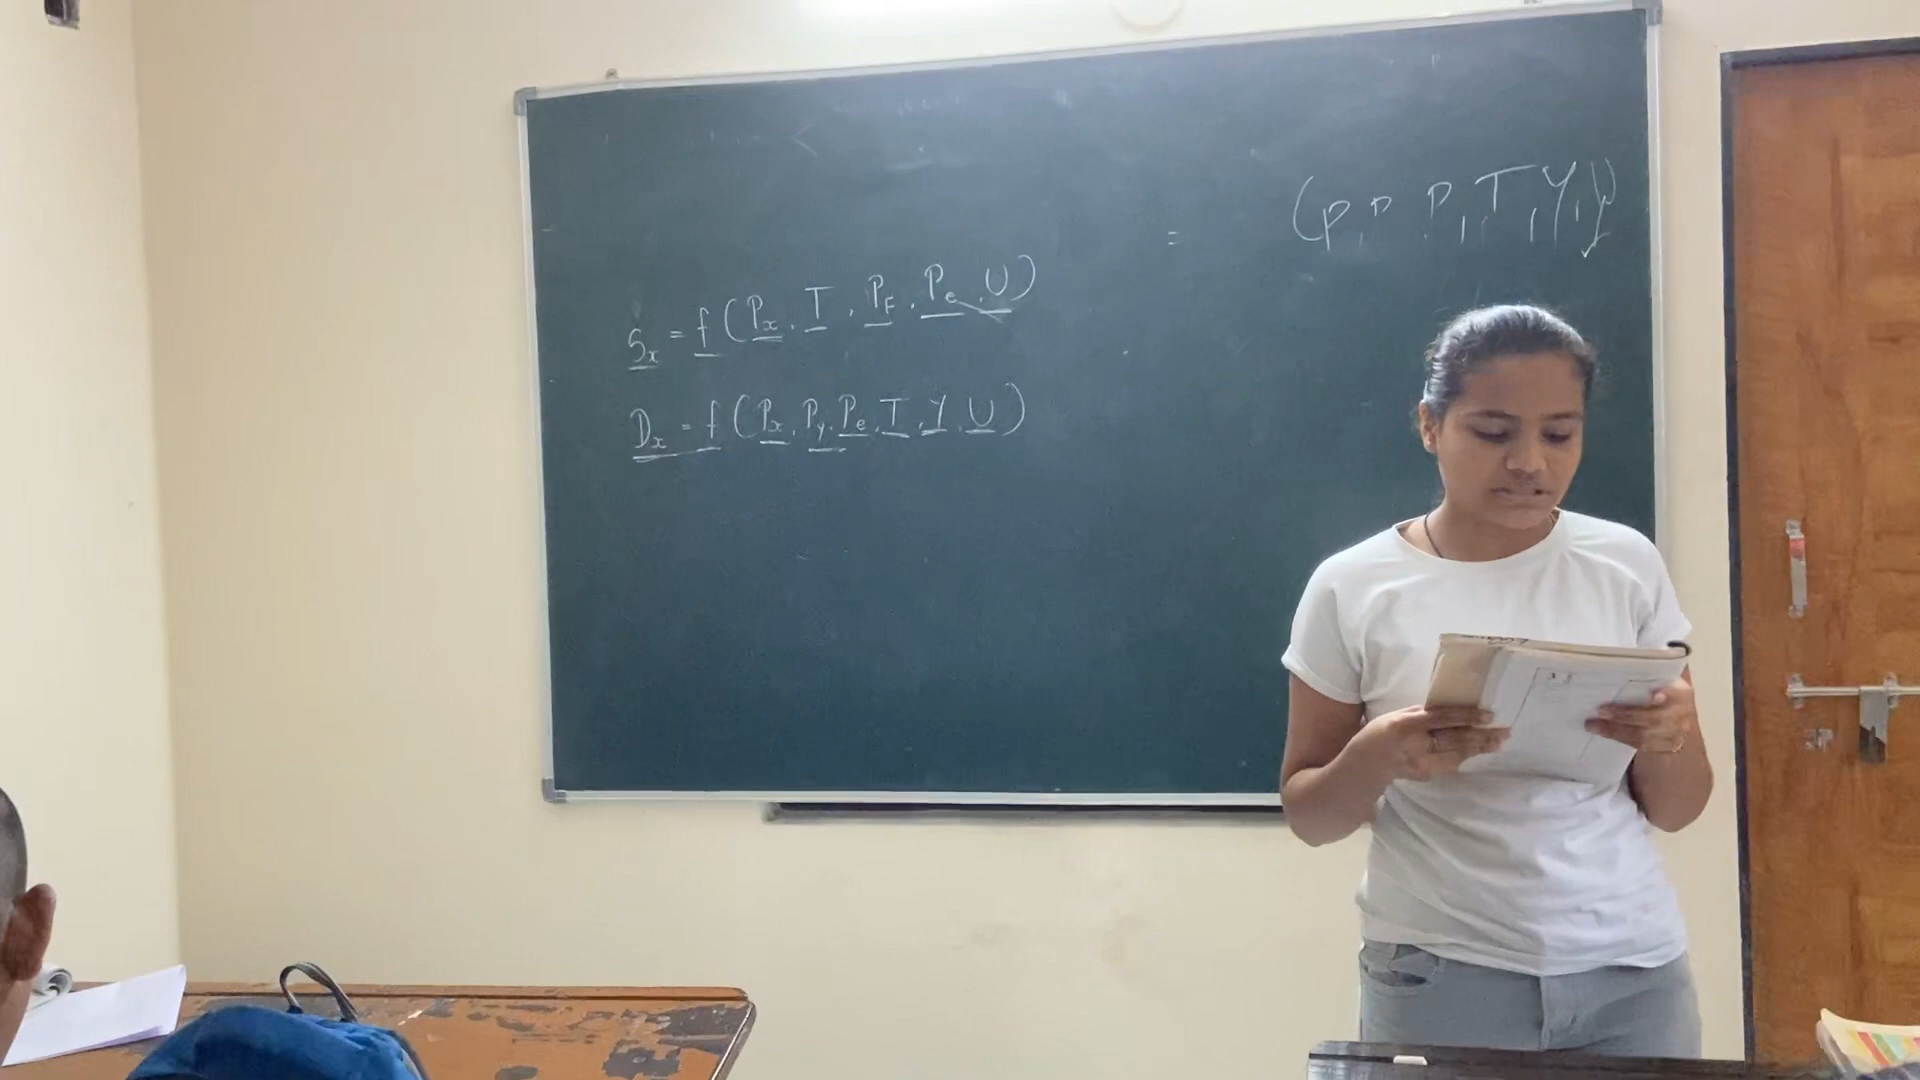 = (P, P, P, T, Y, U)
Sx = f (Px, T, PF, Pe, U)
Dx = f (Px, Py, Pe, T, Y, U)